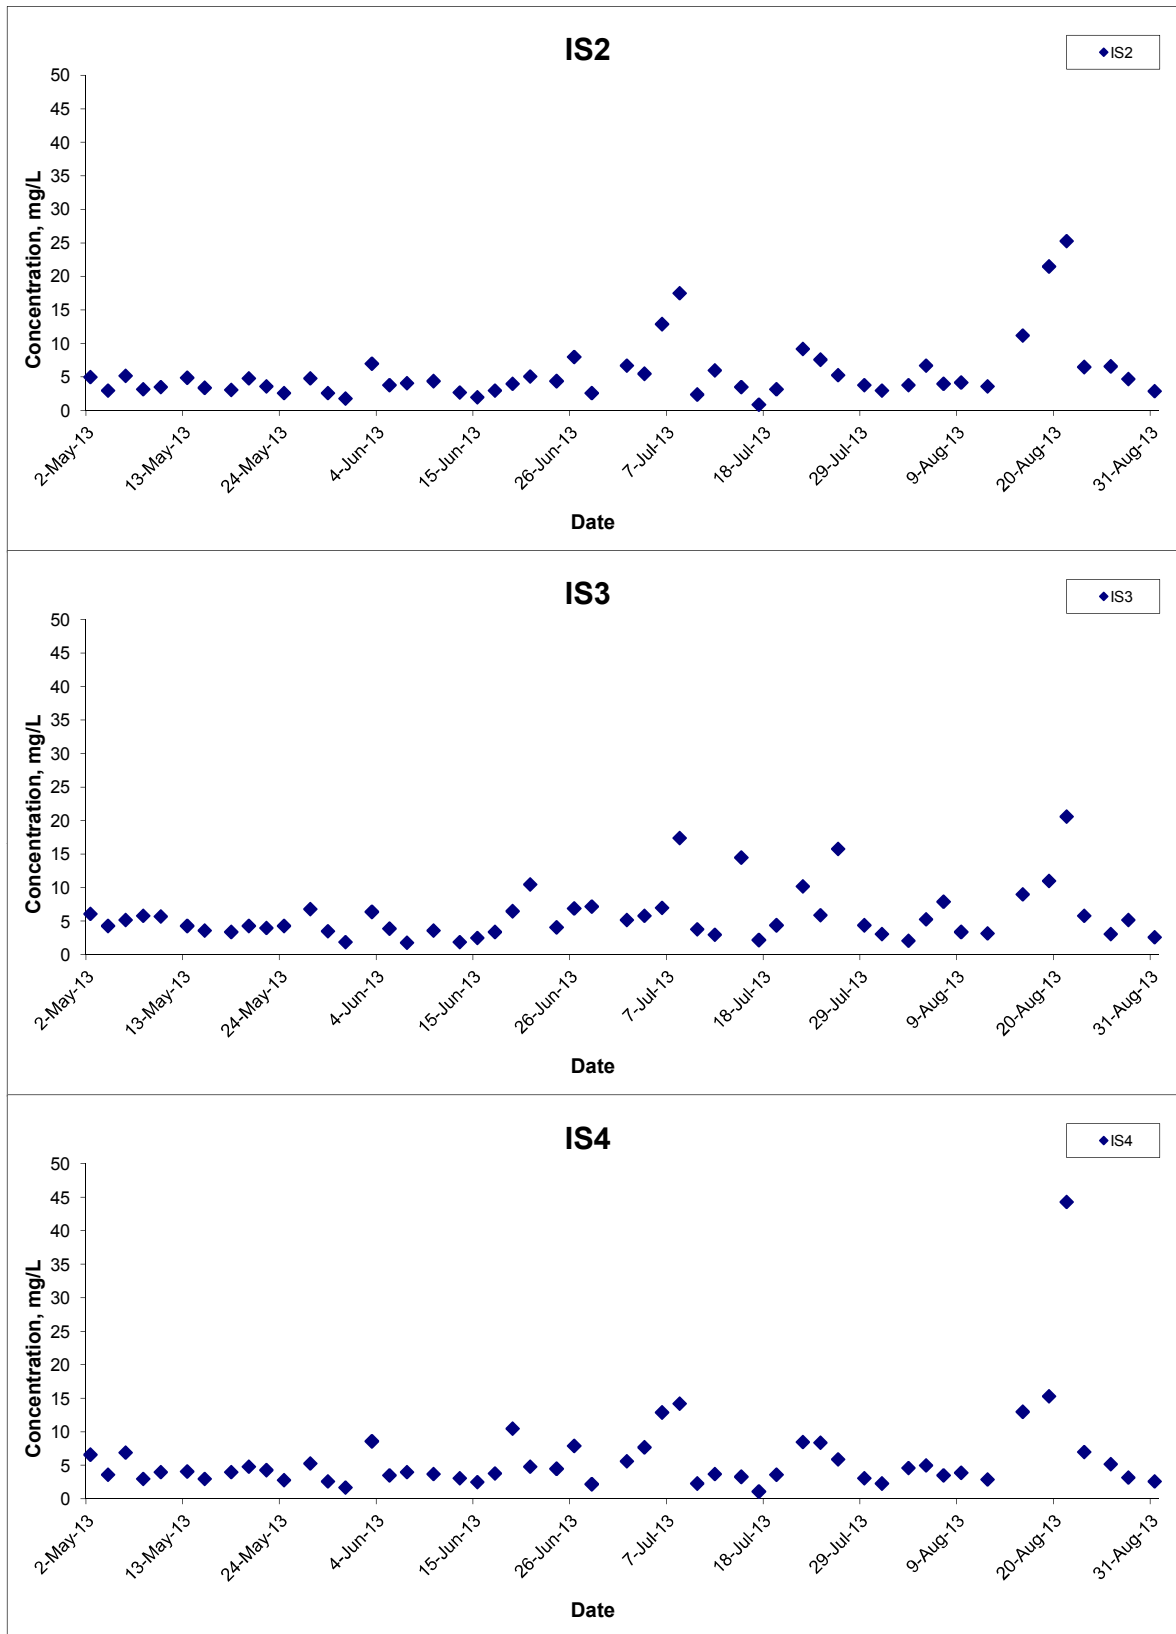 IS2
IS2
50
45
40
35
30
25
20
15
10
5
0
Concentration, mg/L
2-May-13
13-May-13
24-May-13
4-Jun-13
15-Jun-13
26-Jun-13
7-Jul-13
18-Jul-13
29-Jul-13
9-Aug-13
20-Aug-13
31-Aug-13
Date
IS3
IS3
50
45
40
35
30
25
20
15
10
5
0
Concentration, mg/L
2-May-13
13-May-13
24-May-13
4-Jun-13
15-Jun-13
26-Jun-13
7-Jul-13
18-Jul-13
29-Jul-13
9-Aug-13
20-Aug-13
31-Aug-13
Date
IS4
IS4
50
45
40
35
30
25
20
15
10
5
0
Concentration, mg/L
2-May-13
13-May-13
24-May-13
4-Jun-13
15-Jun-13
26-Jun-13
7-Jul-13
18-Jul-13
29-Jul-13
9-Aug-13
20-Aug-13
31-Aug-13
Date